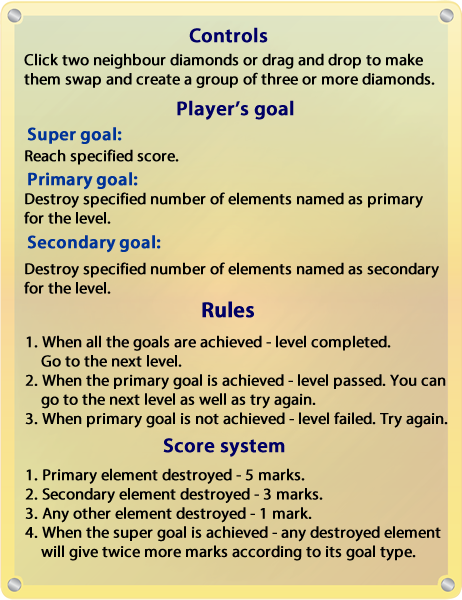 Controls
Click two neighbour diamonds or drag and drop to make
them swap and create a group of three or more diamonds.
Player's goal
Super goal:
Reach specified score.
Primary goal:
Destroy specified number of elements named as primary
for the level.
Secondary goal:
Destroy specified number of elements named as secondary
for the level.
Rules
1. When all the goals are achieved - level completed.
Go to the next level.
2. When the primary goal is achieved - level passed. You can
go to the next level as well as try again.
3. When primary goal is not achieved - level failed. Try again.
Score system
1. Primary element destroyed - 5 marks.
2. Secondary element destroyed - 3 marks.
3. Any other element destroyed - 1 mark.
4. When the super goal is achieved - any destroyed element
will give twice more marks according to its goal type.